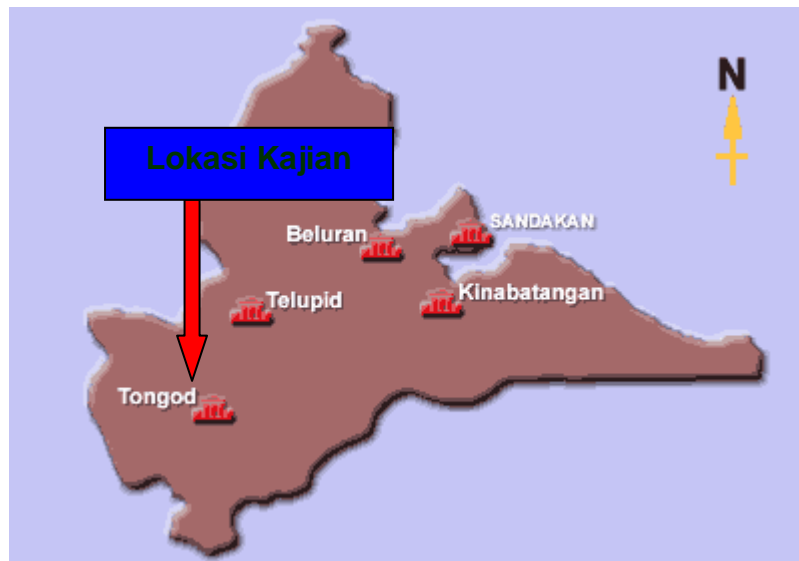 N
Lokasi Kajian
SANDAKAN
Beluran
Kinabatangan
Telupid
Tongod